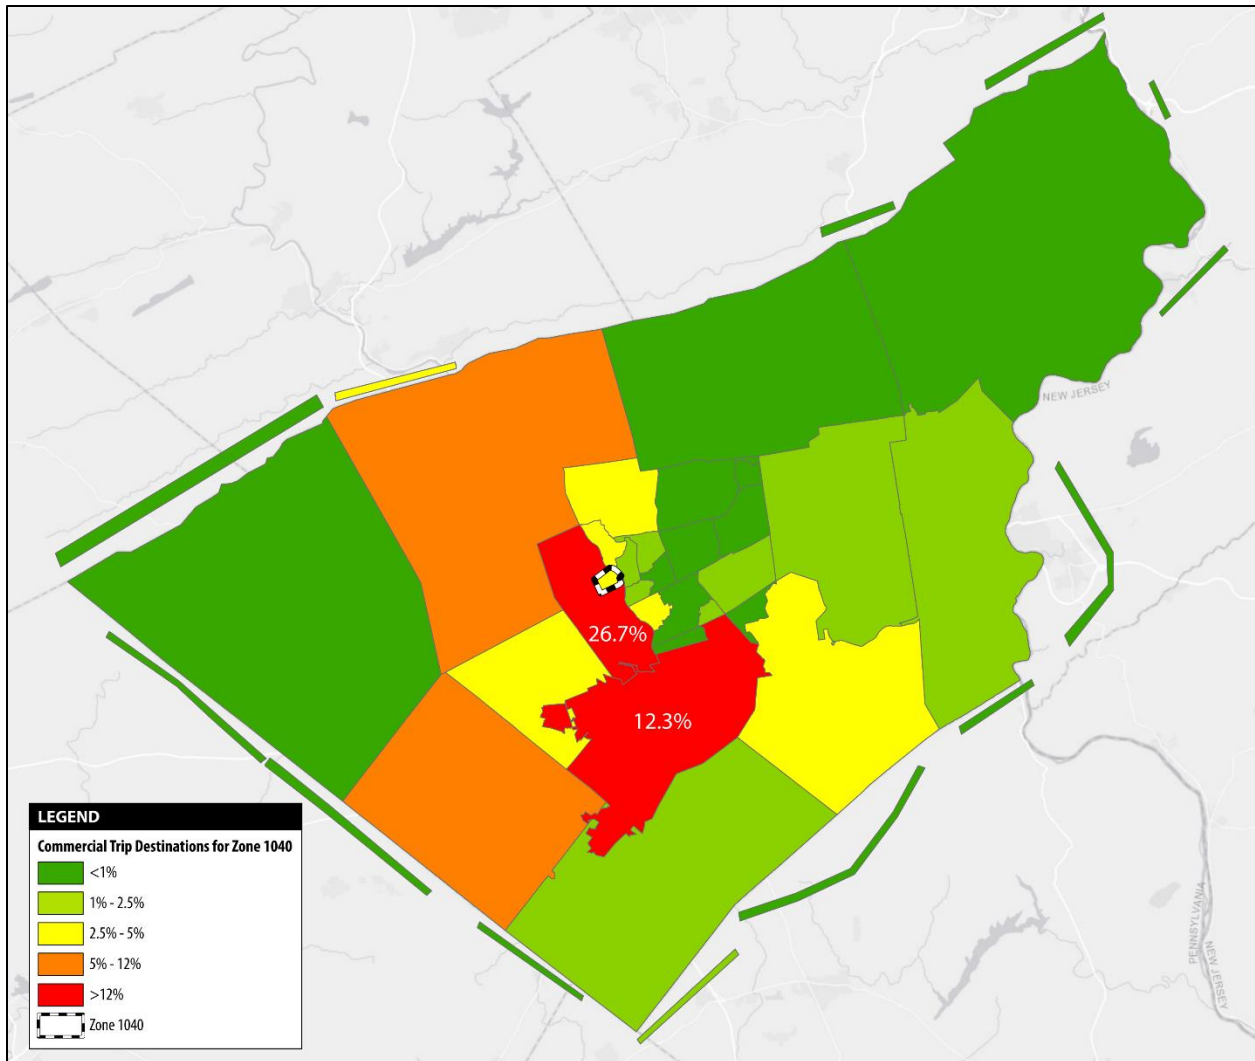 NEW JERSEY
26.7%
12.3%
LEGEND
Commercial Trip Destinations for Zone 1040
<1%
1% - 2.5%
2.5% - 5%
5% - 12%
>12%
Zone 1040
PENNSYLVANIA
NEW JERSEY